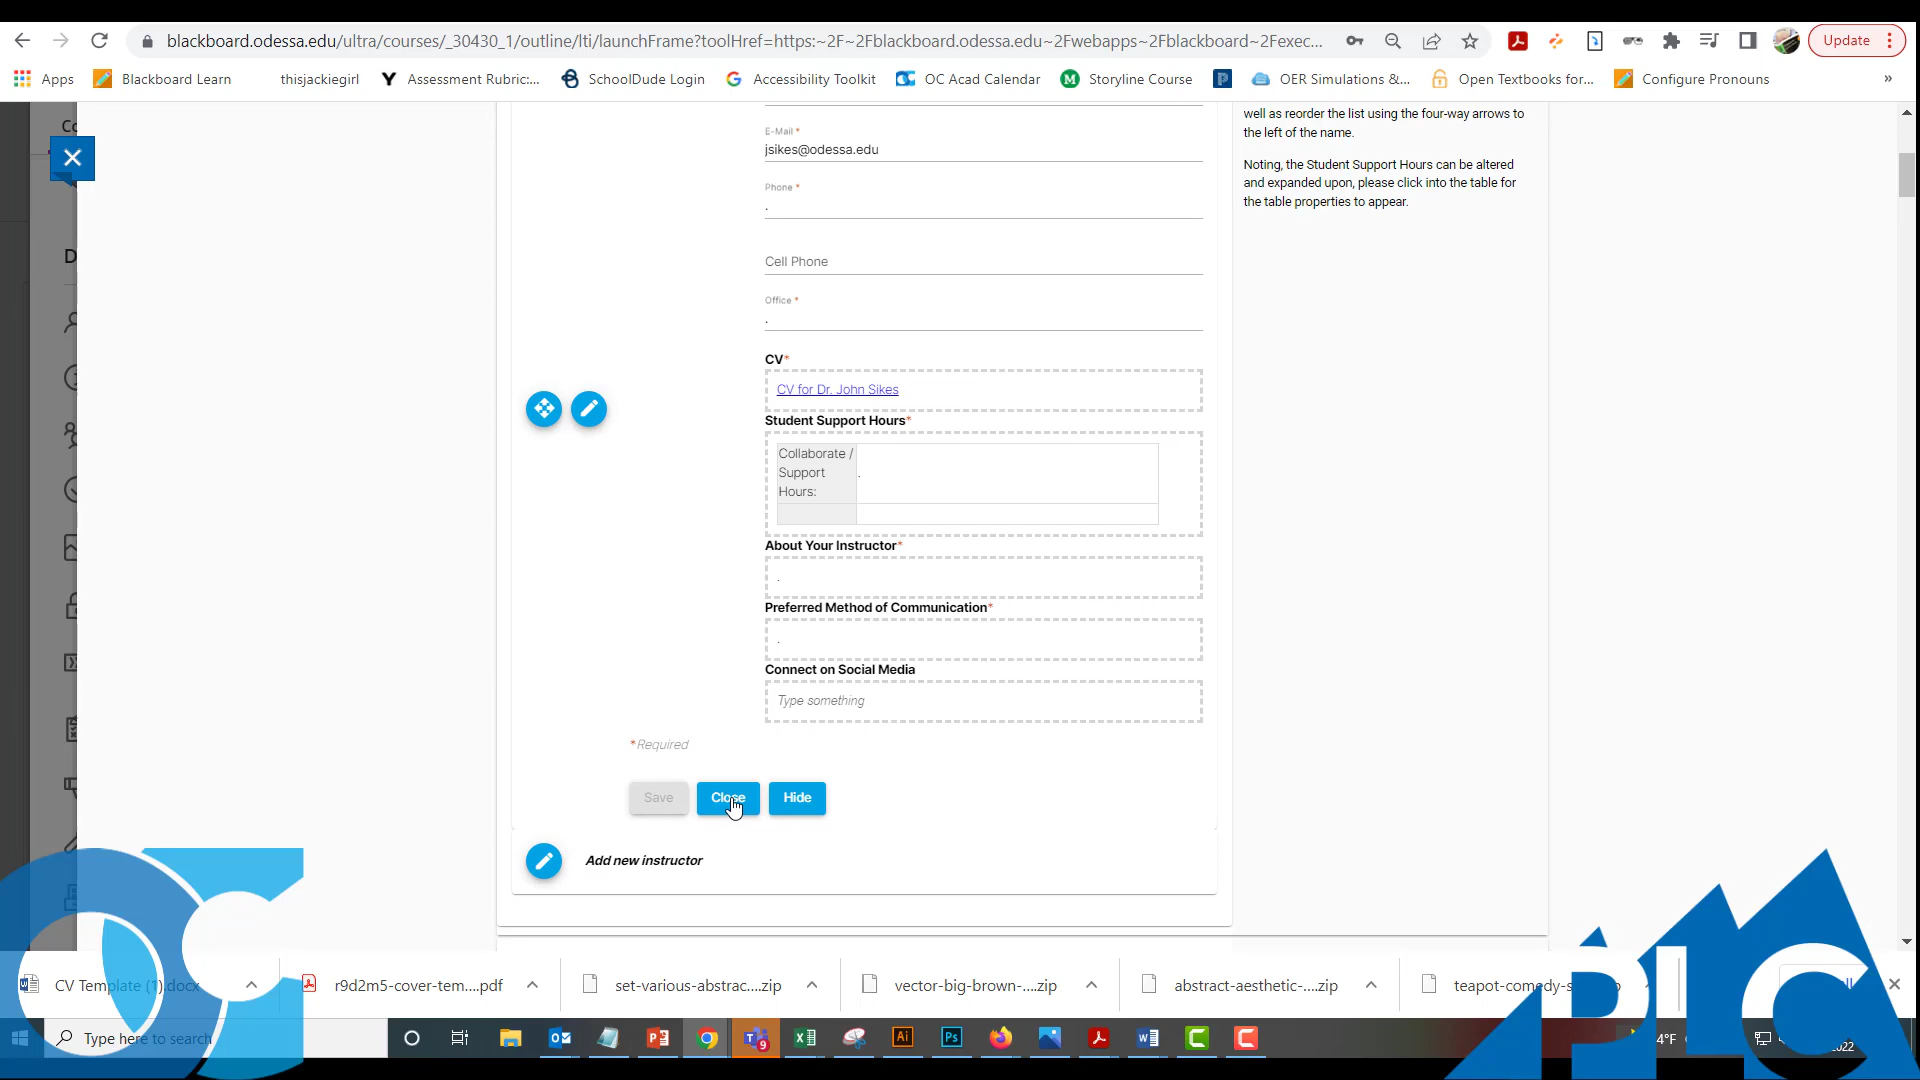 blackboard.odessa.edu/ultra/courses/_30430_1/outline/lti/launchFrame?toolHref=https:~2F~2Fblackboard.odessa.edu~2Fwebapps~2Fblackboard~2Fexec...
Update
Apps
Blackboard Learn
thisjackiegirl
Assessment Rubric:...
SchoolDude Login
Accessibility Toolkit
OC Acad Calendar
Storyline Course
OER Simulations &...
Open Textbooks for...
Configure Pronouns
»
well as reorder the list using the four-way arrows to
the left of the name.
Noting, the Student Support Hours can be altered
and expanded upon, please click into the table for
the table properties to appear.
E-Mail *
jsikes@odessa.edu
Phone *
.
Cell Phone
Office *
.
CV*
CV for Dr. John Sikes
Student Support Hours*
Collaborate /
Support
Hours:
.
About Your Instructor*
.
Preferred Method of Communication*
.
Connect on Social Media
Type something
*Required
Save
Close
Hide
Add new instructor
CV Template (1).docx
r9d2m5-cover-tem....pdf
set-various-abstrac....zip
vector-big-brown-....zip
abstract-aesthetic-....zip
teapot-comedy-s
Type here to search
9
4°F
2022
OC
BLC